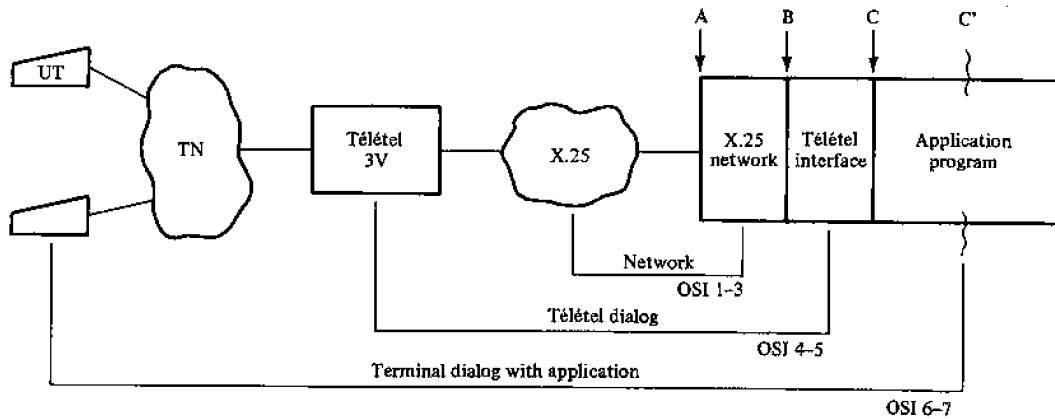 A
B
C
C'
UT
TN
Télétel
3V
X.25
X.25
network
Télétel
interface
Application
program
Network
OSI 1–3
Télétel dialog
OSI 4–5
Terminal dialog with application
OSI 6–7